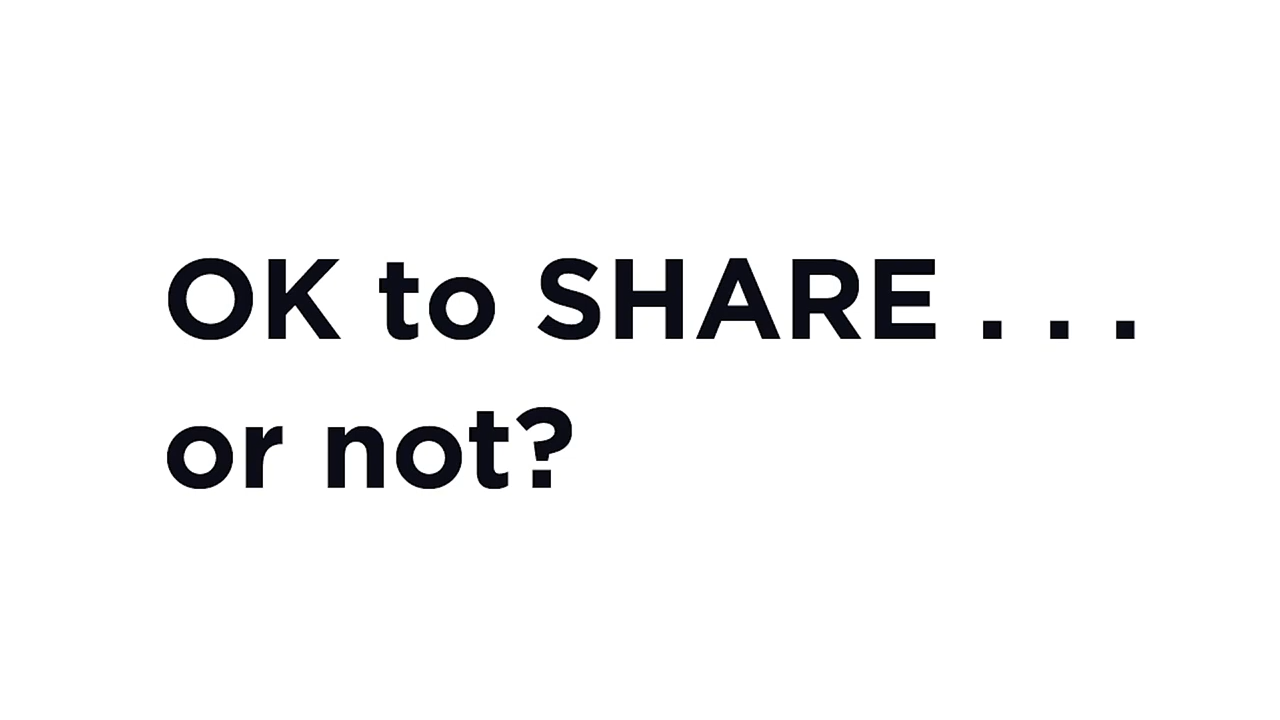 OK to SHARE . . .
or not?